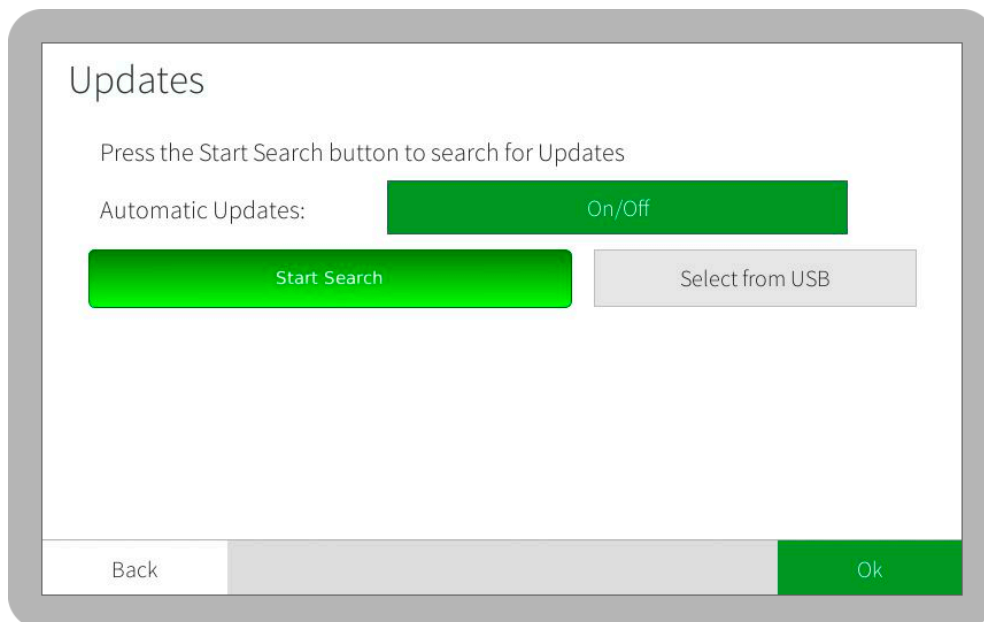 Updates
Press the Start Search button to search for Updates
Automatic Updates: On/Off
Start Search Select from USB
Back Ok